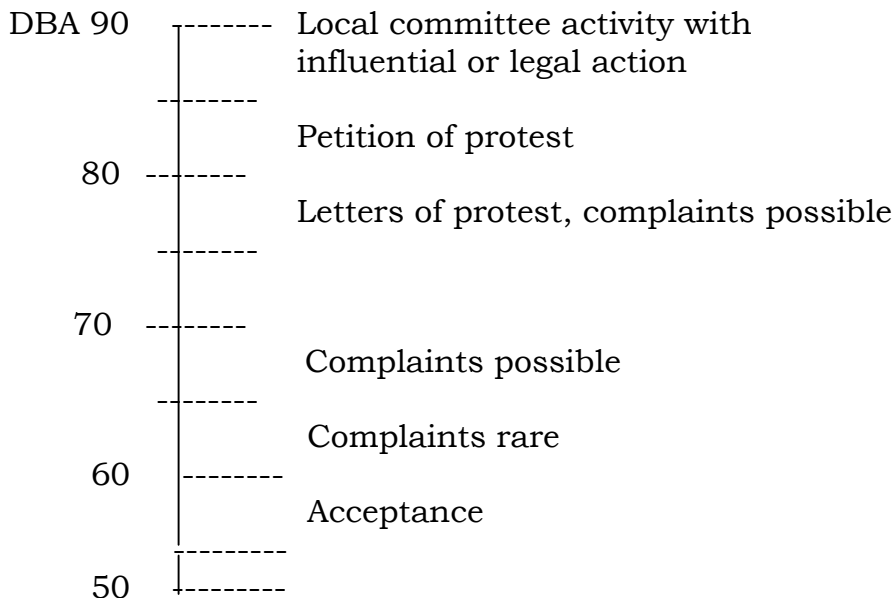 DBA 90 Local committee activity with
influential or legal action
Petition of protest
80
Letters of protest, complaints possible
70
Complaints possible
Complaints rare
60
Acceptance
50